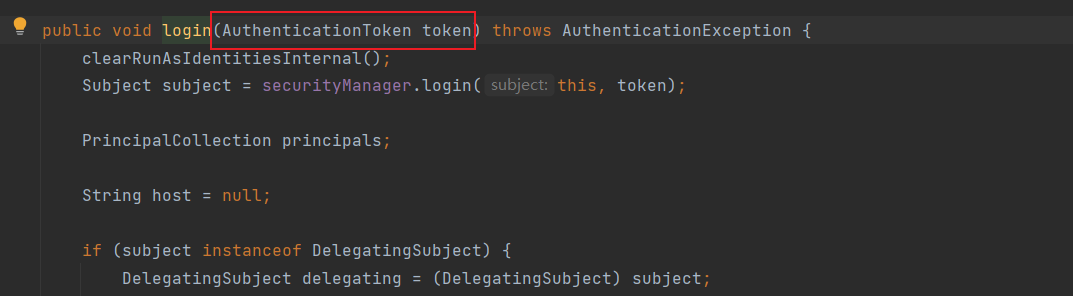 public void login(AuthenticationToken token) throws AuthenticationException {
clearRunAsIdentitiesInternal();
Subject subject = securityManager.login( subject: this, token);
PrincipalCollection principals;
String host = null;
if (subject instanceof DelegatingSubject) {
DelegatingSubject delegating = (DelegatingSubject) subject;